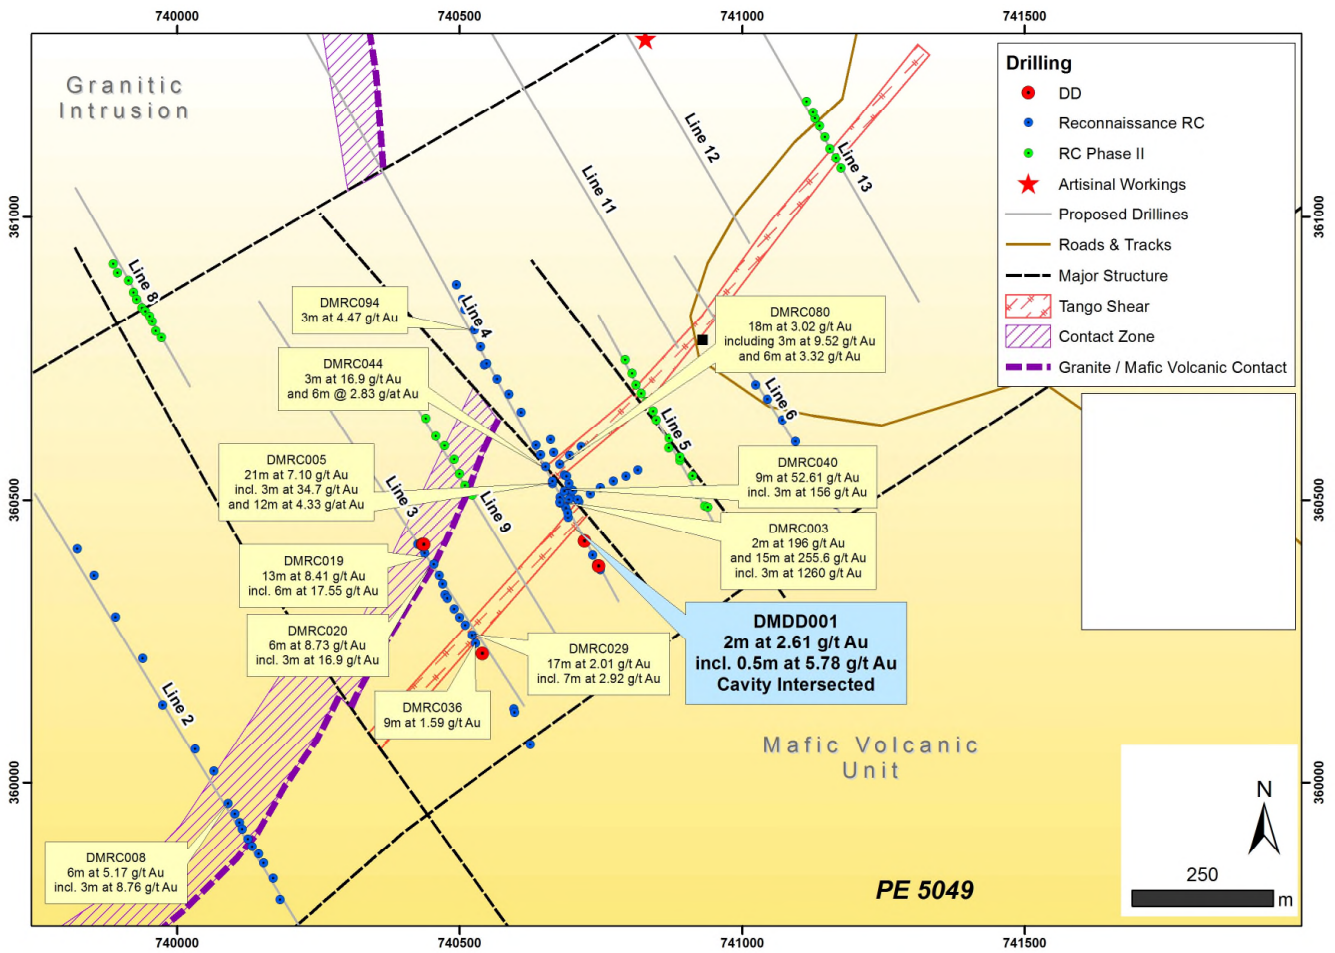 740000
740500
741000
741500
Granitic
Intrusion
Drilling
DD
Reconnaissance RC
RC Phase II
Artisinal Workings
Proposed Drillines
Roads & Tracks
Major Structure
Tango Shear
Contact Zone
Granite / Mafic Volcanic Contact
361000
361000
Line 12
Line 13
Line 11
Line 8
Line 4
DMRC094
3m at 4.47 g/t Au
DMRC080
18m at 3.02 g/t Au
including 3m at 9.52 g/t Au
and 6m at 3.32 g/t Au
DMRC044
3m at 16.9 g/t Au
and 6m @ 2.83 g/at Au
Line 6
Line 5
DMRC005
21m at 7.10 g/t Au
incl. 3m at 34.7 g/t Au
and 12m at 4.33 g/at Au
DMRC040
9m at 52.61 g/t Au
incl. 3m at 156 g/t Au
360500
360500
Line 3
Line 9
DMRC003
2m at 196 g/t Au
and 15m at 255.6 g/t Au
incl. 3m at 1260 g/t Au
DMRC019
13m at 8.41 g/t Au
incl. 6m at 17.55 g/t Au
DMRC020
6m at 8.73 g/t Au
incl. 3m at 16.9 g/t Au
DMDD001
2m at 2.61 g/t Au
incl. 0.5m at 5.78 g/t Au
Cavity Intersected
DMRC029
17m at 2.01 g/t Au
incl. 7m at 2.92 g/t Au
Line 2
DMRC036
9m at 1.59 g/t Au
Mafic Volcanic
Unit
360000
360000
N
DMRC008
6m at 5.17 g/t Au
incl. 3m at 8.76 g/t Au
PE 5049
250
m
740000
740500
741000
741500